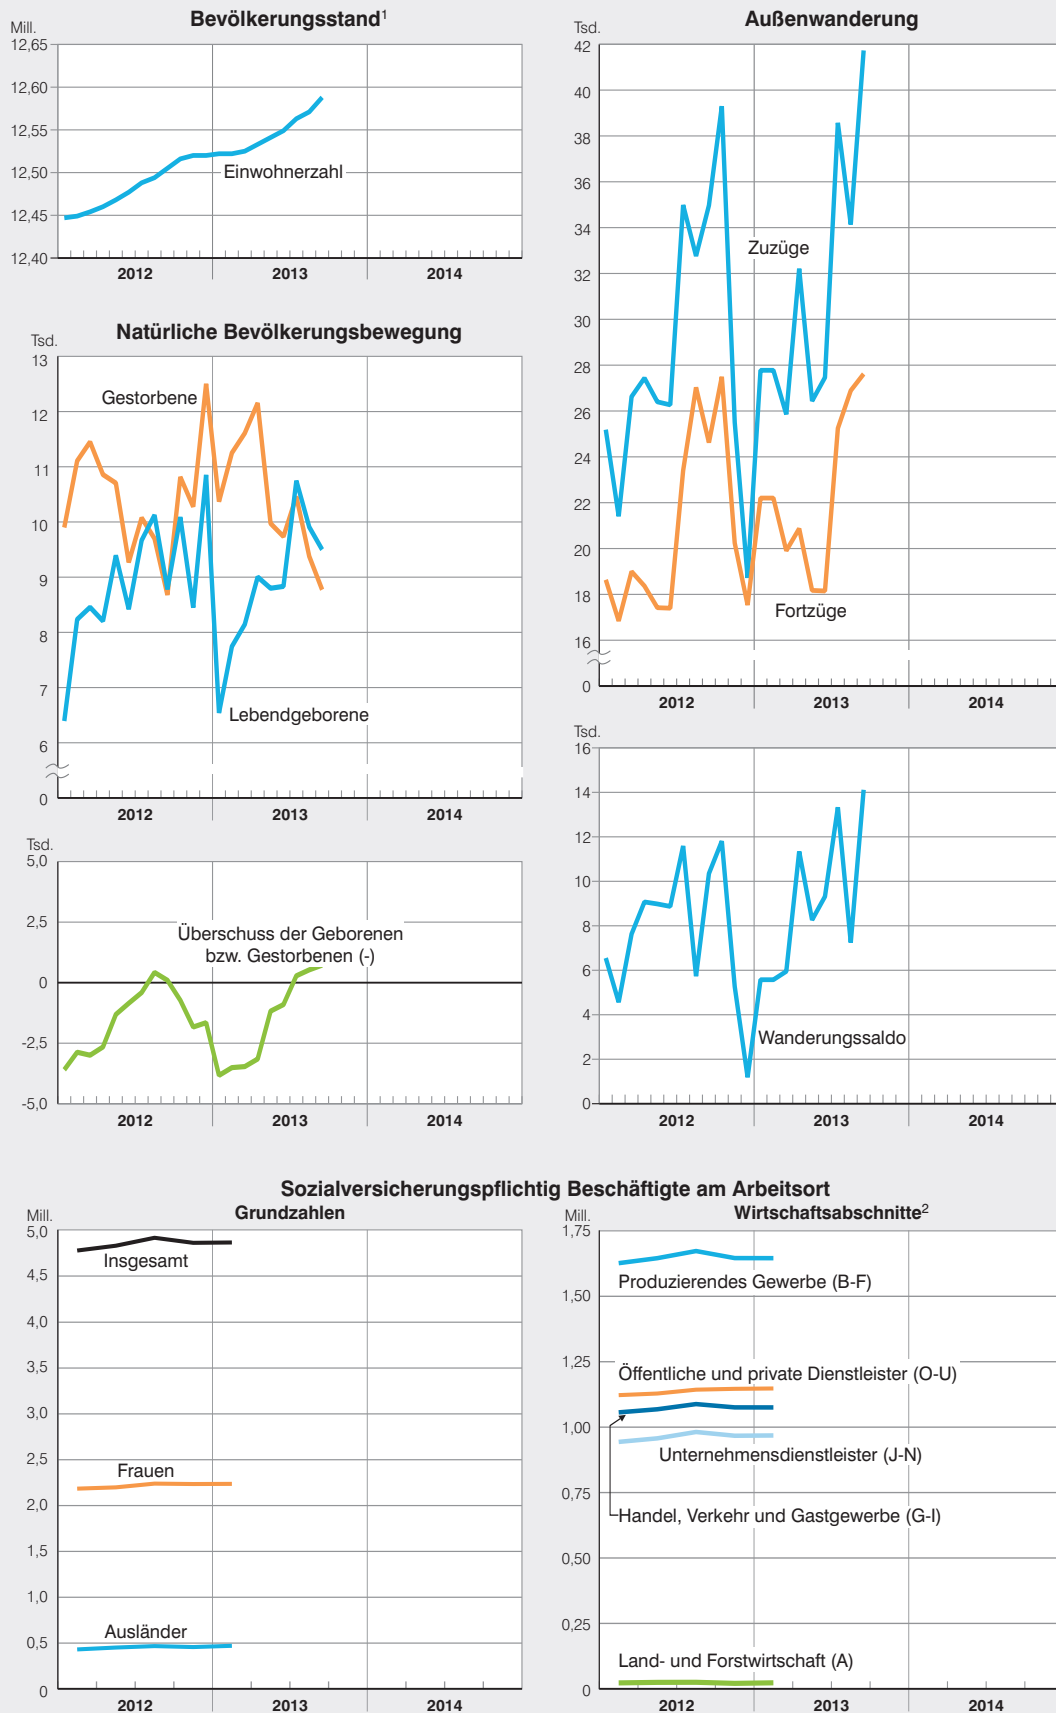 Bevölkerungsstand¹
Mill.
12,65
12,60
12,55
12,50
12,45
12,40
Einwohnerzahl
2012 2013 2014
Natürliche Bevölkerungsbewegung
Tsd.
13
12
11
10
9
8
7
6
0
Gestorbene
Lebendgeborene
2012 2013 2014
Tsd.
5,0
2,5
0
-2,5
-5,0
Überschuss der Geborenen
bzw. Gestorbenen (-)
2012 2013 2014
Außenwanderung
Tsd.
42
40
38
36
34
32
30
28
26
24
22
20
18
16
0
Zuzüge
Fortzüge
2012 2013 2014
Tsd.
16
14
12
10
8
6
4
2
0
Wanderungssaldo
2012 2013 2014
Sozialversicherungspflichtig Beschäftigte am Arbeitsort
Grundzahlen
Mill.
5,0
4,5
4,0
3,5
3,0
2,5
2,0
1,5
1,0
0,5
0
Insgesamt
Frauen
Ausländer
2012 2013 2014
Wirtschaftsabschnitte²
Mill.
1.75
1,50
1,25
1,00
0,75
0,50
0,25
0
Produzierendes Gewerbe (B-F)
Öffentliche und private Dienstleister (O-U)
Unternehmensdienstleister (J-N)
Handel, Verkehr und Gastgewerbe (G-I)
Land- und Forstwirtschaft (A)
2012 2013 2014